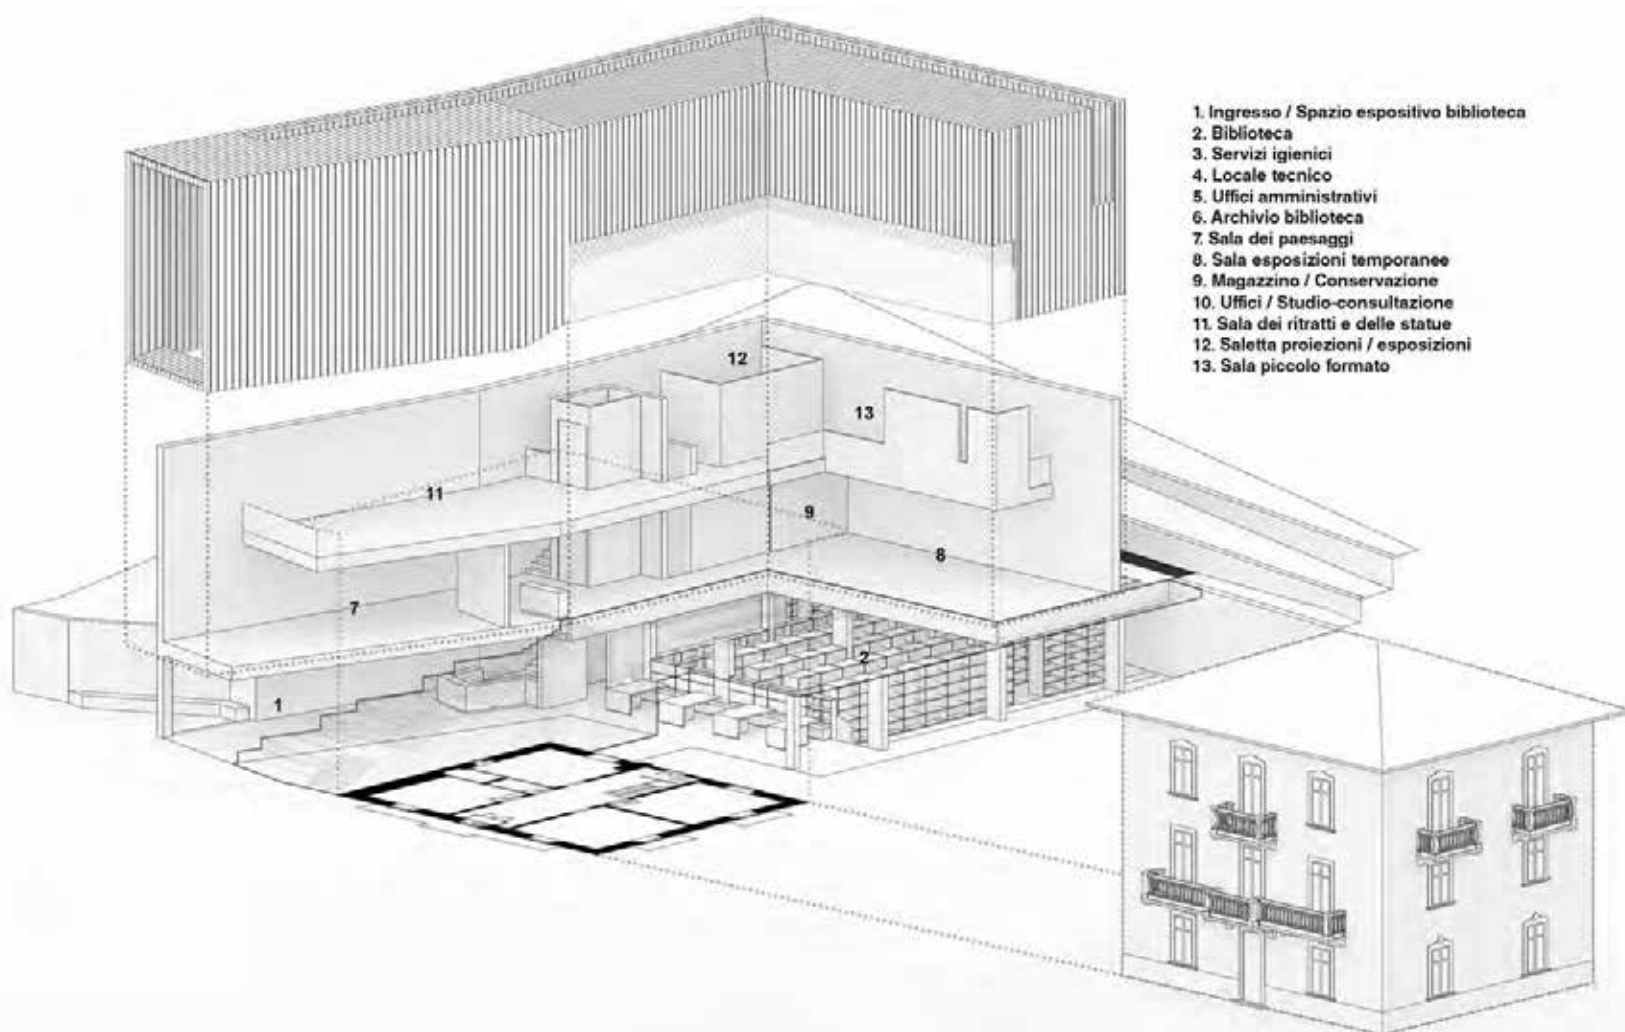 1. Ingresso / Spazio espositivo biblioteca
2. Biblioteca
3. Servizi igienici
4. Locale tecnico
5. Uffici amministrativi
6. Archivio biblioteca
7. Sala dei paesaggi
8. Sala esposizioni temporanee
9. Magazzino / Conservazione
10. Uffici / Studio-consultazione
11. Sala dei ritratti e delle statue
12. Saletta proiezioni / esposizioni
13. Sala piccolo formato
12
13
11
9
8
7
2
1